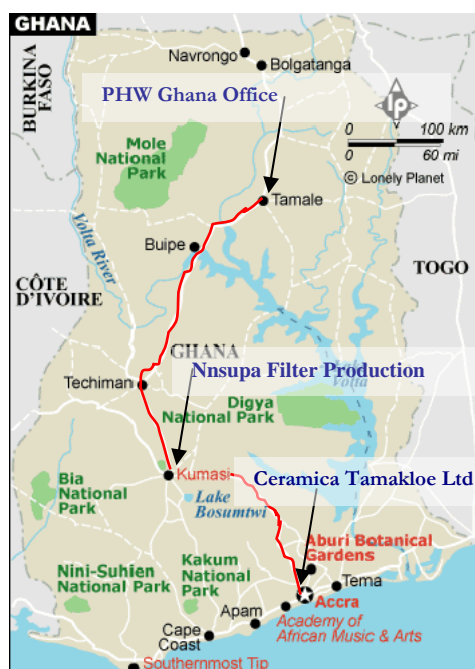 GHANA
BURKINA
FASO
Navrongo
Bolgatanga
PHW Ghana Office
lp
0 100 km
0 60 mi
© Lonely Planet
Mole
National
Park
Tamale
Volta River
Buipe
CÔTE
D'IVOIRE
TOGO
GHANA
Nnsupa Filter Production
Volta
Techiman
Digya
National Park
Kumasi
Bia
National
Park
Lake
Bosumtwi
Ceramica Tamakloe Ltd
Aburi Botanical
Gardens
Kakum
National
Park
Nini-Suhien
National Park
Tema
Accra
Apam
Academy of
African Music & Arts
Cape
Coast
Southernmost Tip